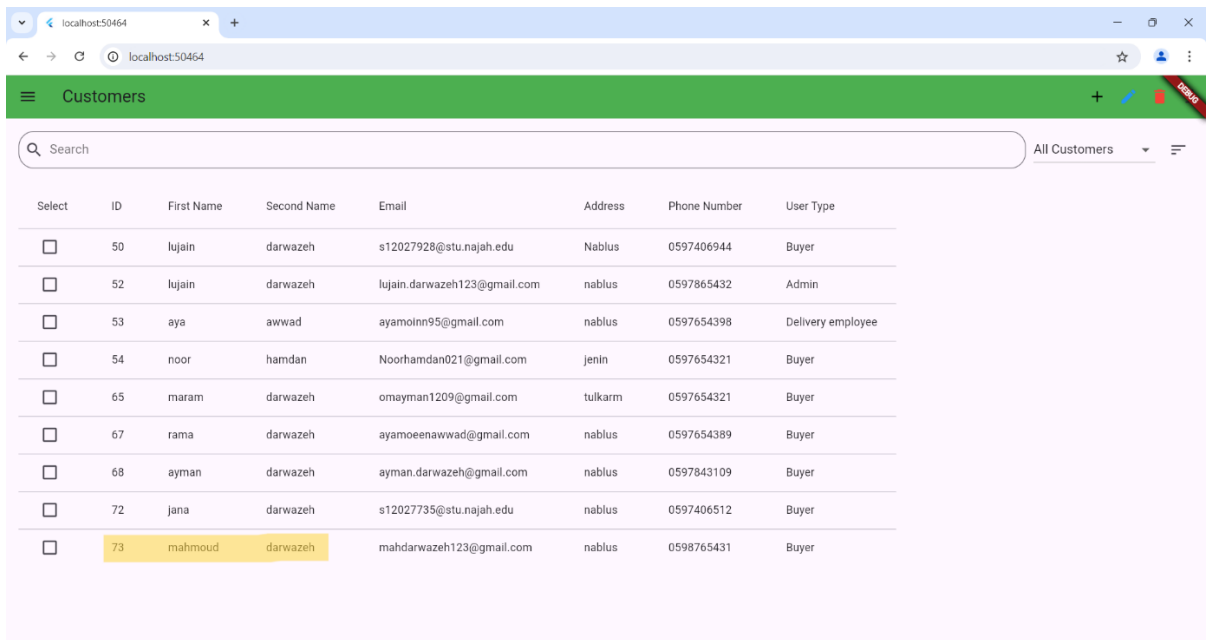 localhost:50464
localhost:50464
Customers
DEBUG
Search All Customers
Select ID First Name Second Name Email Address Phone Number User Type
50 lujain darwazeh s12027928@stu.najah.edu Nablus 0597406944 Buyer
52 lujain darwazeh lujain.darwazeh123@gmail.com nablus 0597865432 Admin
53 aya awwad ayamoinn95@gmail.com nablus 0597654398 Delivery employee
54 noor hamdan Noorhamdan021@gmail.com jenin 0597654321 Buyer
65 maram darwazeh omayman1209@gmail.com tulkarm 0597654321 Buyer
67 rama darwazeh ayamoeenawwad@gmail.com nablus 0597654389 Buyer
68 ayman darwazeh ayman.darwazeh@gmail.com nablus 0597843109 Buyer
72 jana darwazeh s12027735@stu.najah.edu nablus 0597406512 Buyer
73 mahmoud darwazeh mahdarwazeh123@gmail.com nablus 0598765431 Buyer